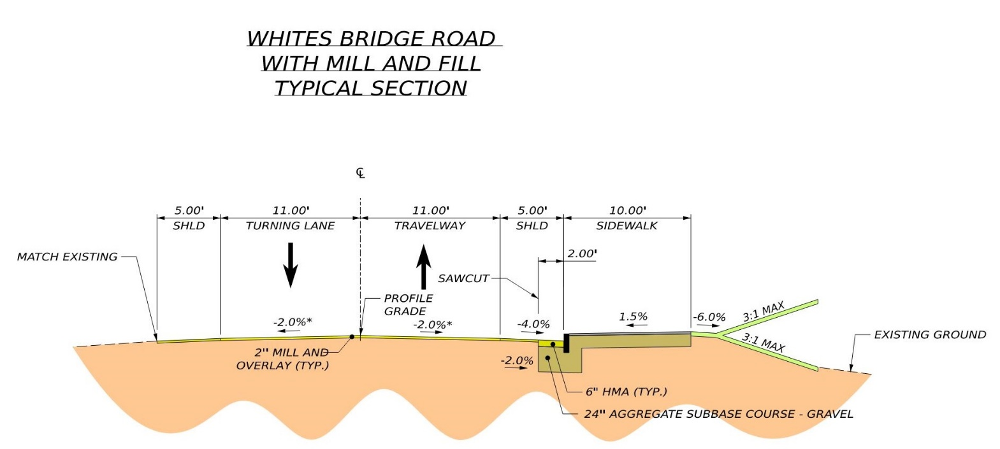 WHITES BRIDGE ROAD
WITH MILL AND FILL
TYPICAL SECTION
℄
5.00'
11.00'
11.00'
5.00'
10.00'
SHLD
TURNING LANE
TRAVELWAY
SHLD
SIDEWALK
2.00'
MATCH EXISTING
SAWCUT
PROFILE
GRADE
-2.0%*
-2.0%*
-4.0%
1.5%
-6.0%
3:1 MAX
3:1 MAX
EXISTING GROUND
2" MILL AND
OVERLAY (TYP.)
-2.0%
6" HMA (TYP.)
24" AGGREGATE SUBBASE COURSE - GRAVEL